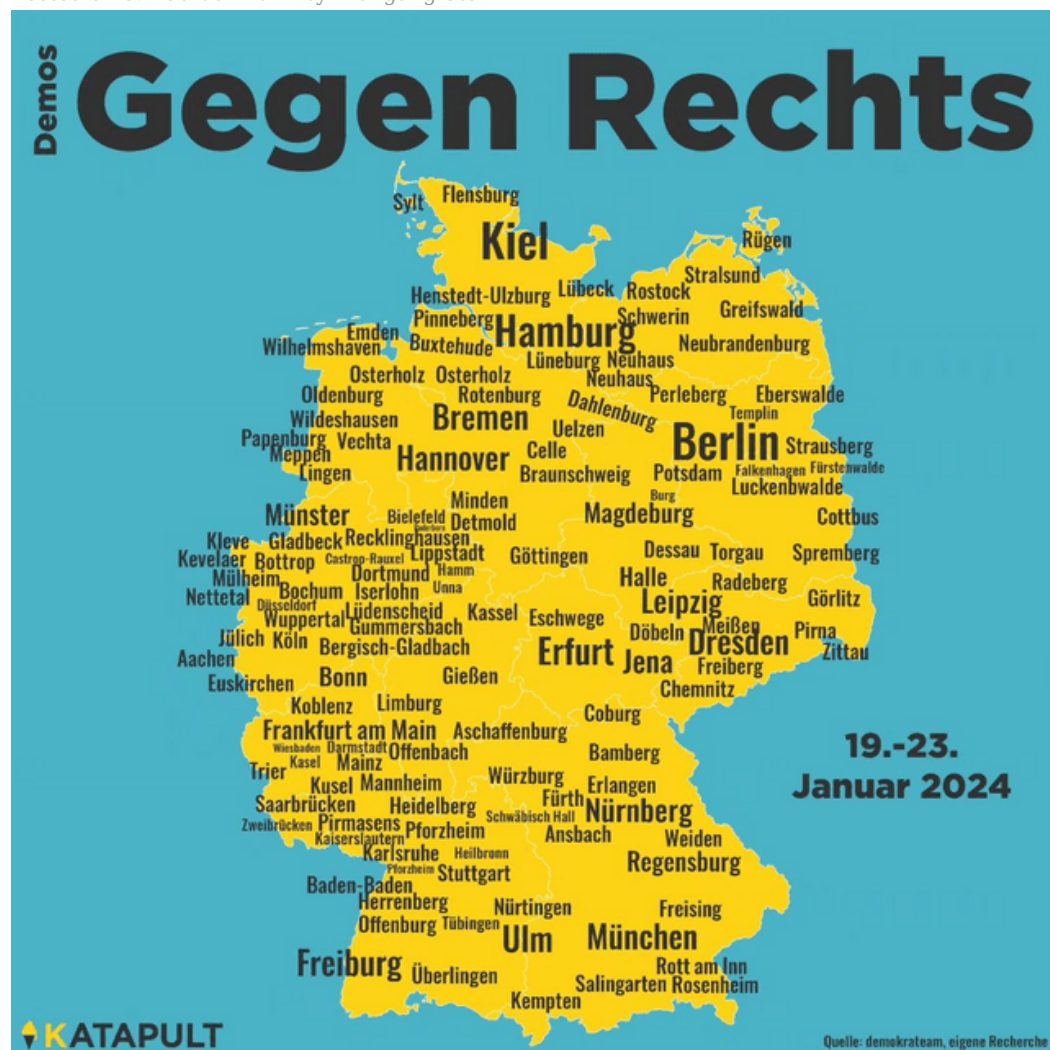 Demos
Gegen Rechts
Sylt Flensburg
Kiel
Rügen
Stralsund
Henstedt-Ulzburg Lübeck Rostock
Greifswald
Pinneberg Hamburg Schwerin
Emden
Wilhelmshaven Buxtehude Neubrandenburg
Lüneburg Neuhaus
Osterholz Osterholz Neuhaus
Oldenburg Rotenburg Dahlenburg Perleberg Eberswalde
Templin
Wildeshausen Bremen Uelzen
Papenburg Vechta Berlin Strausberg
Meppen Hannover Celle
Lingen Braunschweig Potsdam Falkenhagen Fürstenwalde
Luckenbwalde
Minden Burg
Münster Bielefeld Detmold Magdeburg Cottbus
Kleve Gladbeck Recklinghausen
Kevelaer Bottrop Castrop-Rauxel Lippstadt Göttingen Dessau Torgau Spremberg
Mülheim Dortmund Hamm Halle Radeberg
Nettetal Bochum Iserlohn Unna Leipzig Görlitz
Düsseldorf Lüdenscheid Kassel Eschwege
Wuppertal Gummersbach Döbeln Meißen Pirna
Jülich Köln Bergisch-Gladbach Erfurt Jena Dresden Zittau
Aachen Freiberg
Euskirchen Bonn Gießen Chemnitz
Koblenz Limburg Coburg
Frankfurt am Main Aschaffenburg
Wiesbaden Darmstadt Offenbach Bamberg
Kasel Mainz
Trier Kusel Mannheim Würzburg Erlangen
Saarbrücken Heidelberg Fürth Nürnberg
Zweibrücken Pirmasens Pforzheim Schwäbisch Hall Ansbach Weiden
Kaiserslautern
Karlsruhe Heilbronn Regensburg
Pforzheim Stuttgart
Baden-Baden
Herrenberg Nürtingen Freising
Offenburg Tübingen Ulm München
Freiburg Überlingen Rott am Inn
Salingarten Rosenheim
Kempten
19.-23.
Januar 2024
KATAPULT
Quelle: demokrateam, eigene Recherche